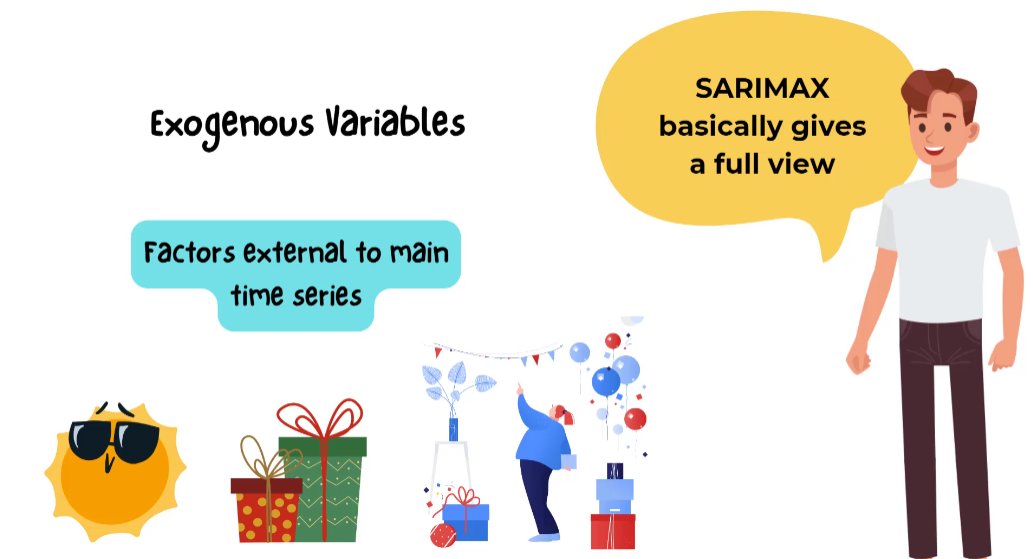 Exogenous Variables
SARIMAX
basically gives
a full view
Factors external to main
time series